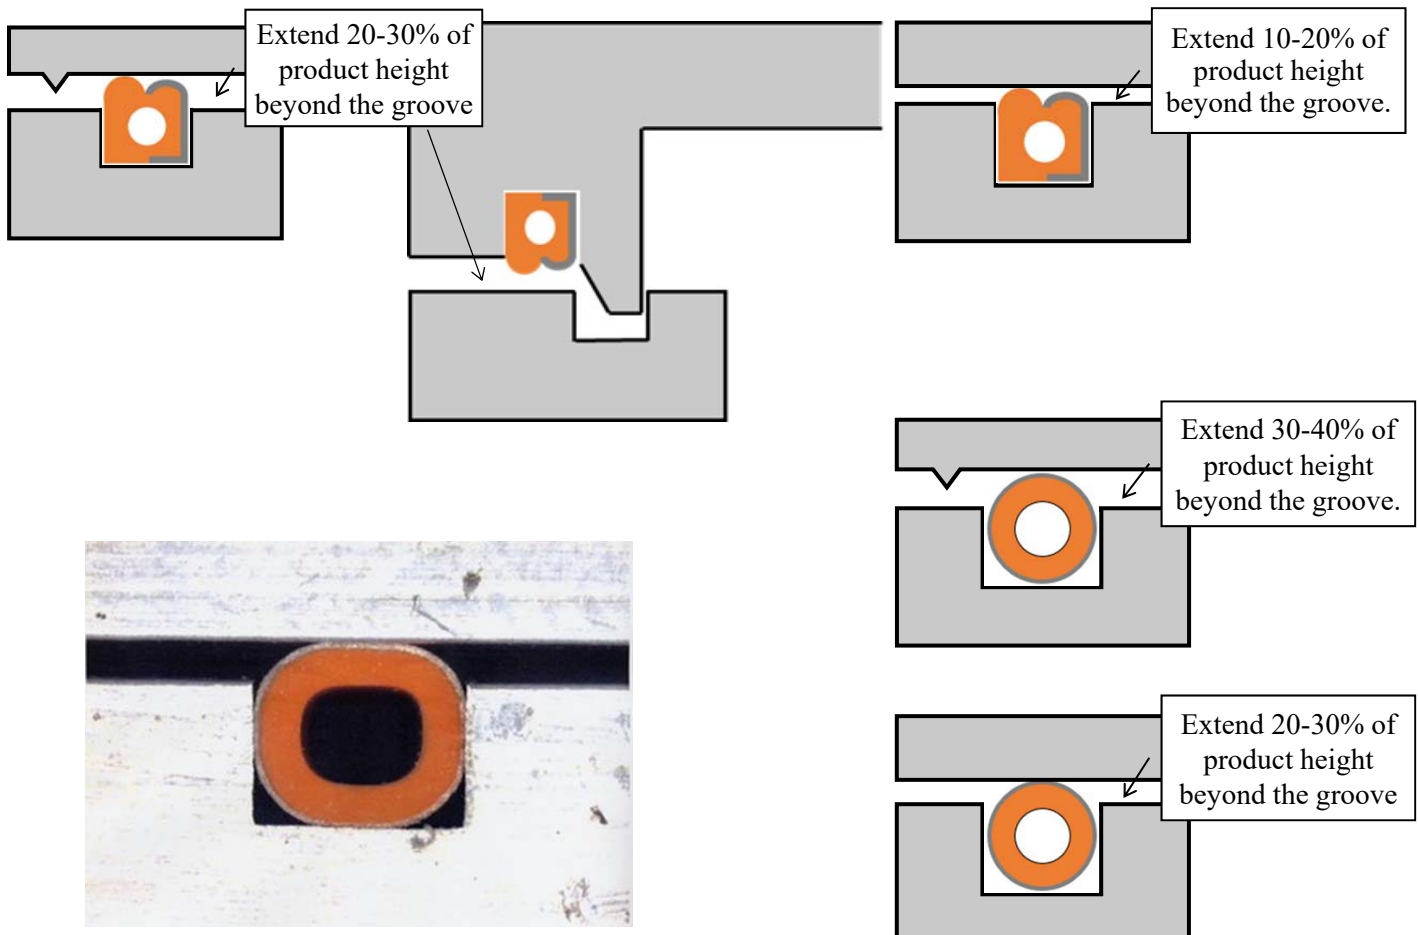 Extend 20-30% of
product height
beyond the groove
Extend 10-20% of
product height
beyond the groove.
Extend 30-40% of
product height
beyond the groove.
Extend 20-30% of
product height
beyond the groove